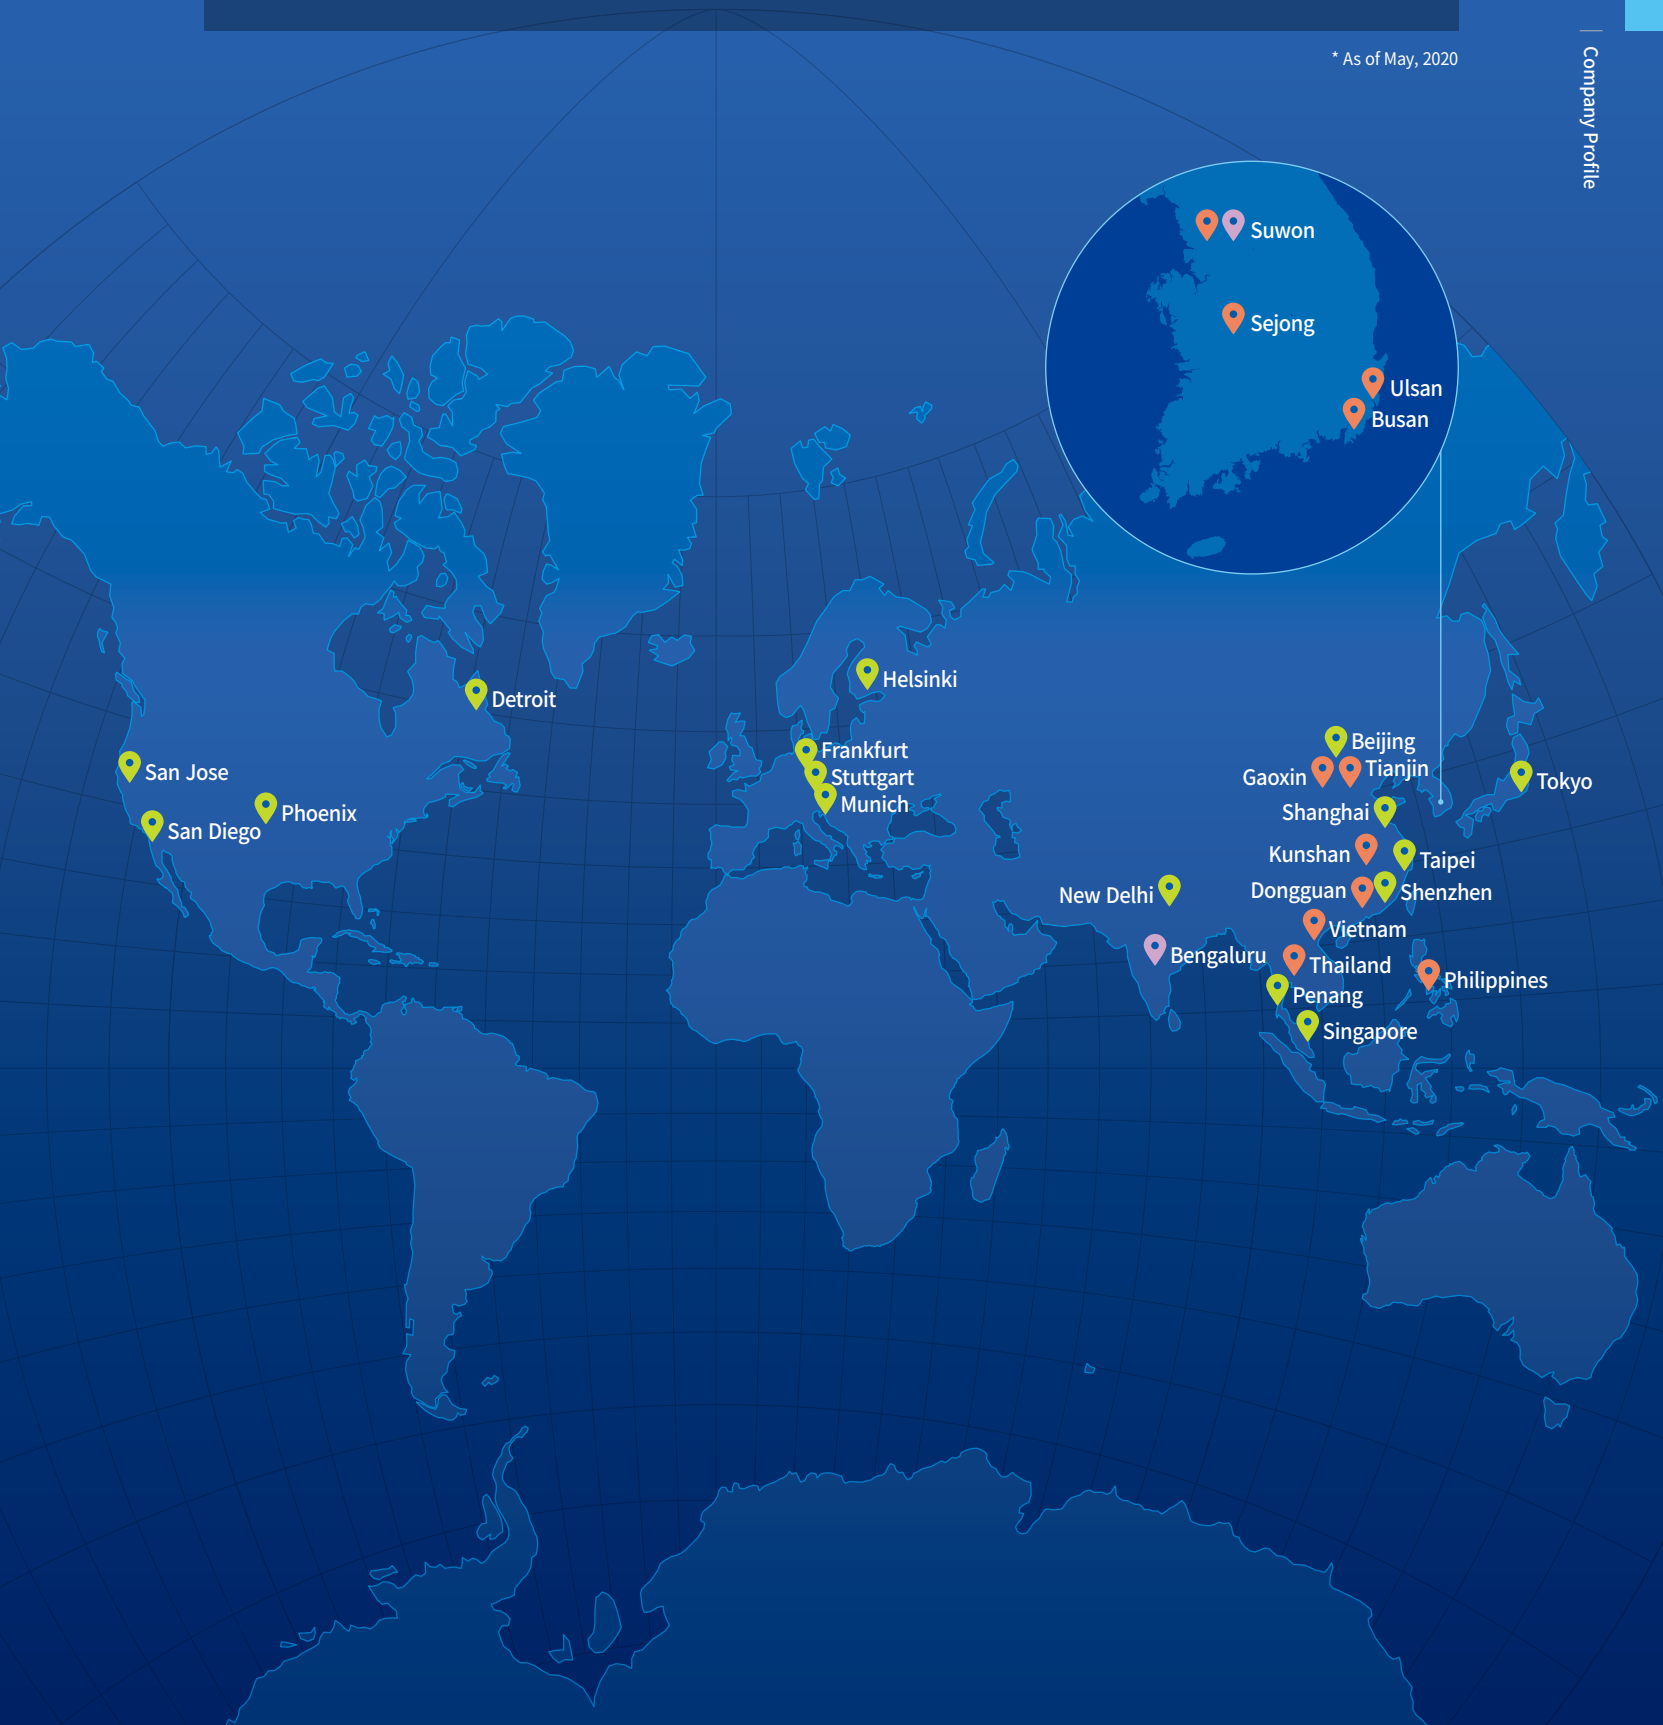 * As of May, 2020
Company Profile
Suwon
Sejong
Ulsan
Busan
Helsinki
Detroit
Frankfurt
Stuttgart
Munich
San Jose
San Diego
Phoenix
Beijing
Gaoxin
Tianjin
Tokyo
Shanghai
Kunshan
Taipei
New Delhi
Dongguan
Shenzhen
Vietnam
Bengaluru
Thailand
Philippines
Penang
Singapore